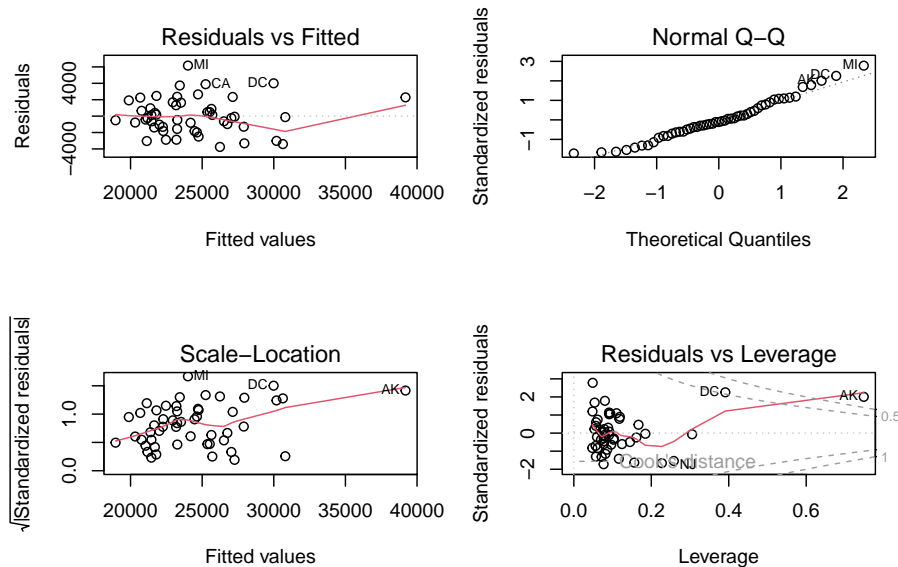 Residuals vs Fitted
Residuals
4000
0
−4000
MI
CA
DC
20000
25000
30000
35000
40000
Fitted values
Normal Q−Q
Standardized residuals
3
1
−1
MI
DC
AK
−2
−1
0
1
2
Theoretical Quantiles
Scale−Location
√|Standardized residuals|
1.0
0.0
MI
DC
AK
20000
25000
30000
35000
40000
Fitted values
Residuals vs Leverage
Standardized residuals
2
1
0
−2
DC
AK
NJ
Cook's distance
0.5
1
0.0
0.2
0.4
0.6
Leverage